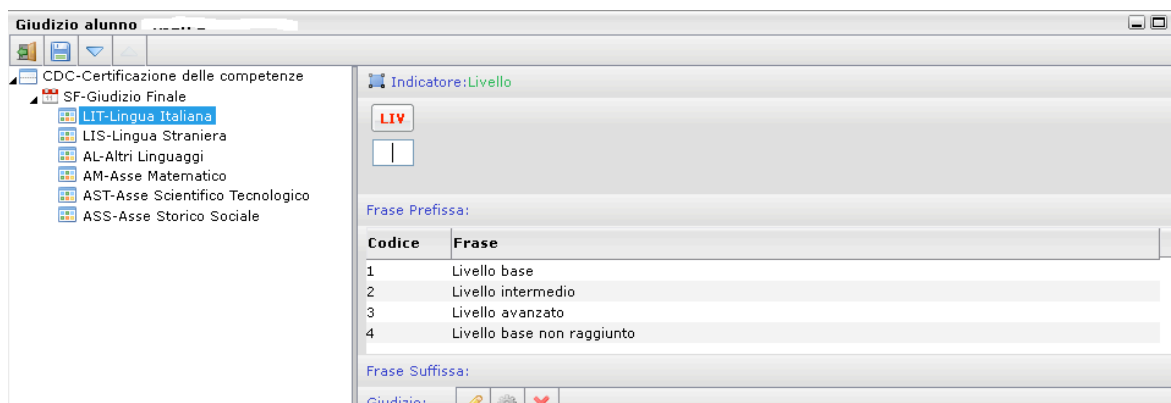 Giudizio alunno
CDC-Certificazione delle competenze
SF-Giudizio Finale
LIT-Lingua Italiana
LIS-Lingua Straniera
AL-Altri Linguaggi
AM-Asse Matematico
AST-Asse Scientifico Tecnologico
ASS-Asse Storico Sociale
Indicatore:Livello
LIV
Frase Prefissa:
Codice Frase
1 Livello base
2 Livello intermedio
3 Livello avanzato
4 Livello base non raggiunto
Frase Suffissa:
Giudizio: